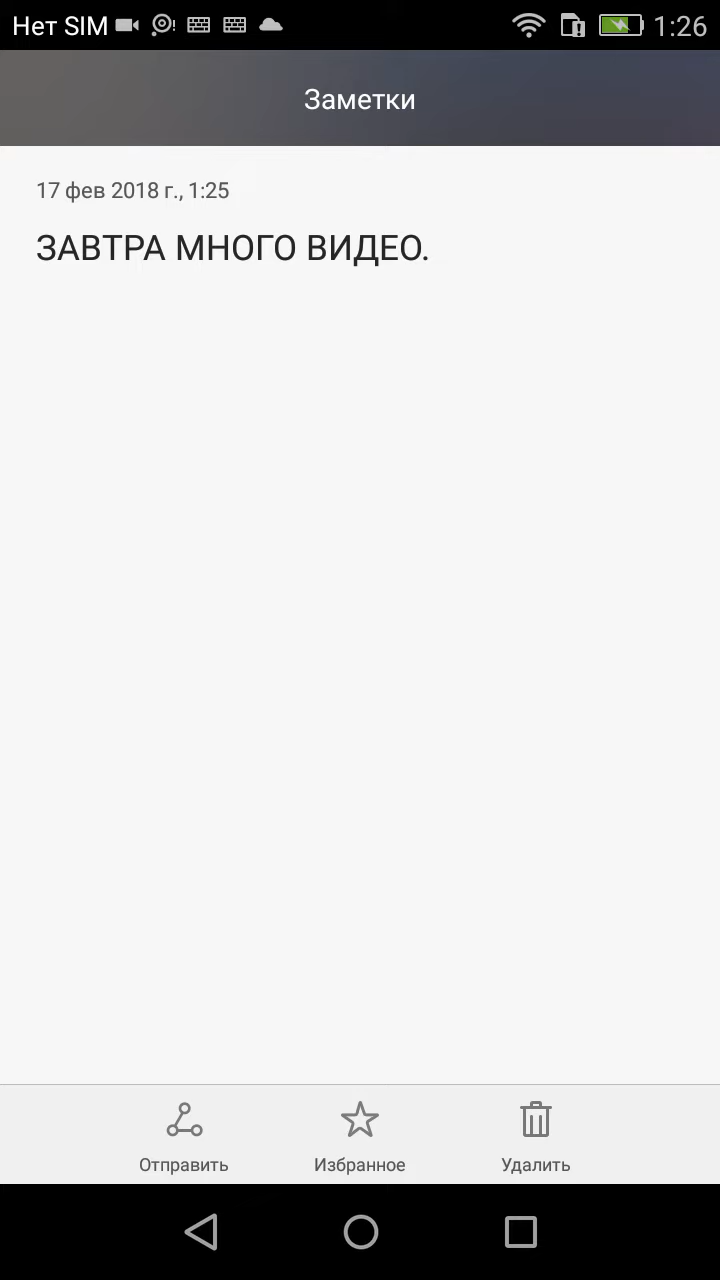 Нет SIM 1:26
Заметки
17 фев 2018 г., 1:25
ЗАВТРА МНОГО ВИДЕО.
Отправить Избранное Удалить